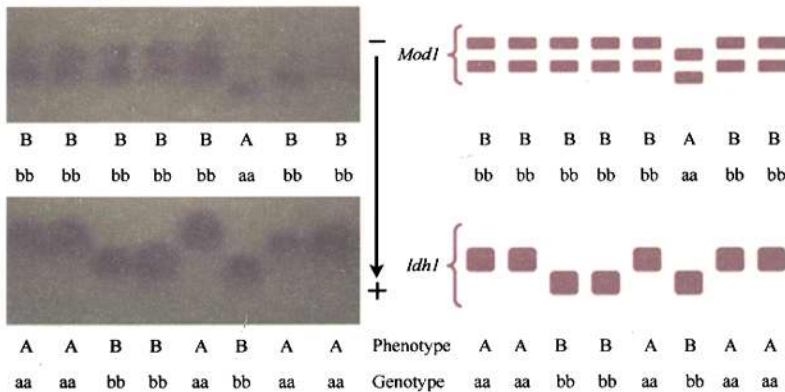 − Mod1
B B B B B A B B B B B B B A B B
bb bb bb bb bb aa bb bb bb bb bb bb bb aa bb bb
Idh1
+
A A B B A B A A Phenotype A A B B A B A A
aa aa bb bb aa bb aa aa Genotype aa aa bb bb aa bb aa aa